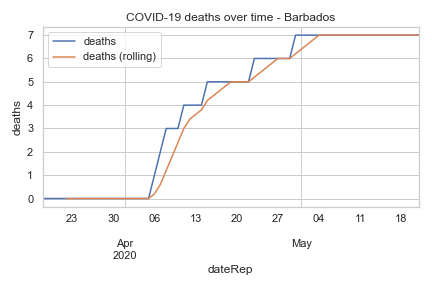 COVID-19 deaths over time - Barbados
deaths
deaths (rolling)
7
6
5
4
3
2
1
0
deaths
23 30 06 13 20 27 04 11 18
Apr May
2020
dateRep